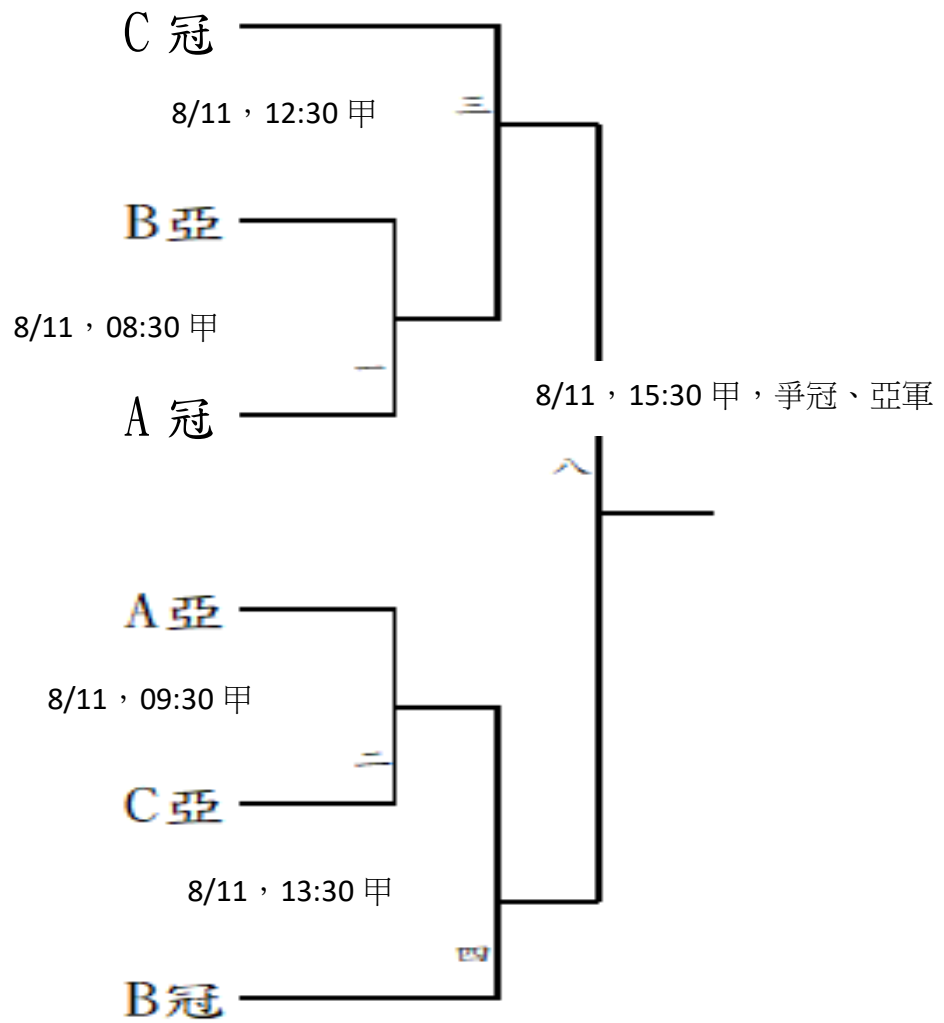 C 冠
8/11，12:30 甲
三
B亞
8/11，08:30 甲
一
A 冠
8/11，15:30 甲，爭冠、亞軍
八
A亞
8/11，09:30 甲
二
C亞
8/11，13:30 甲
四
B冠